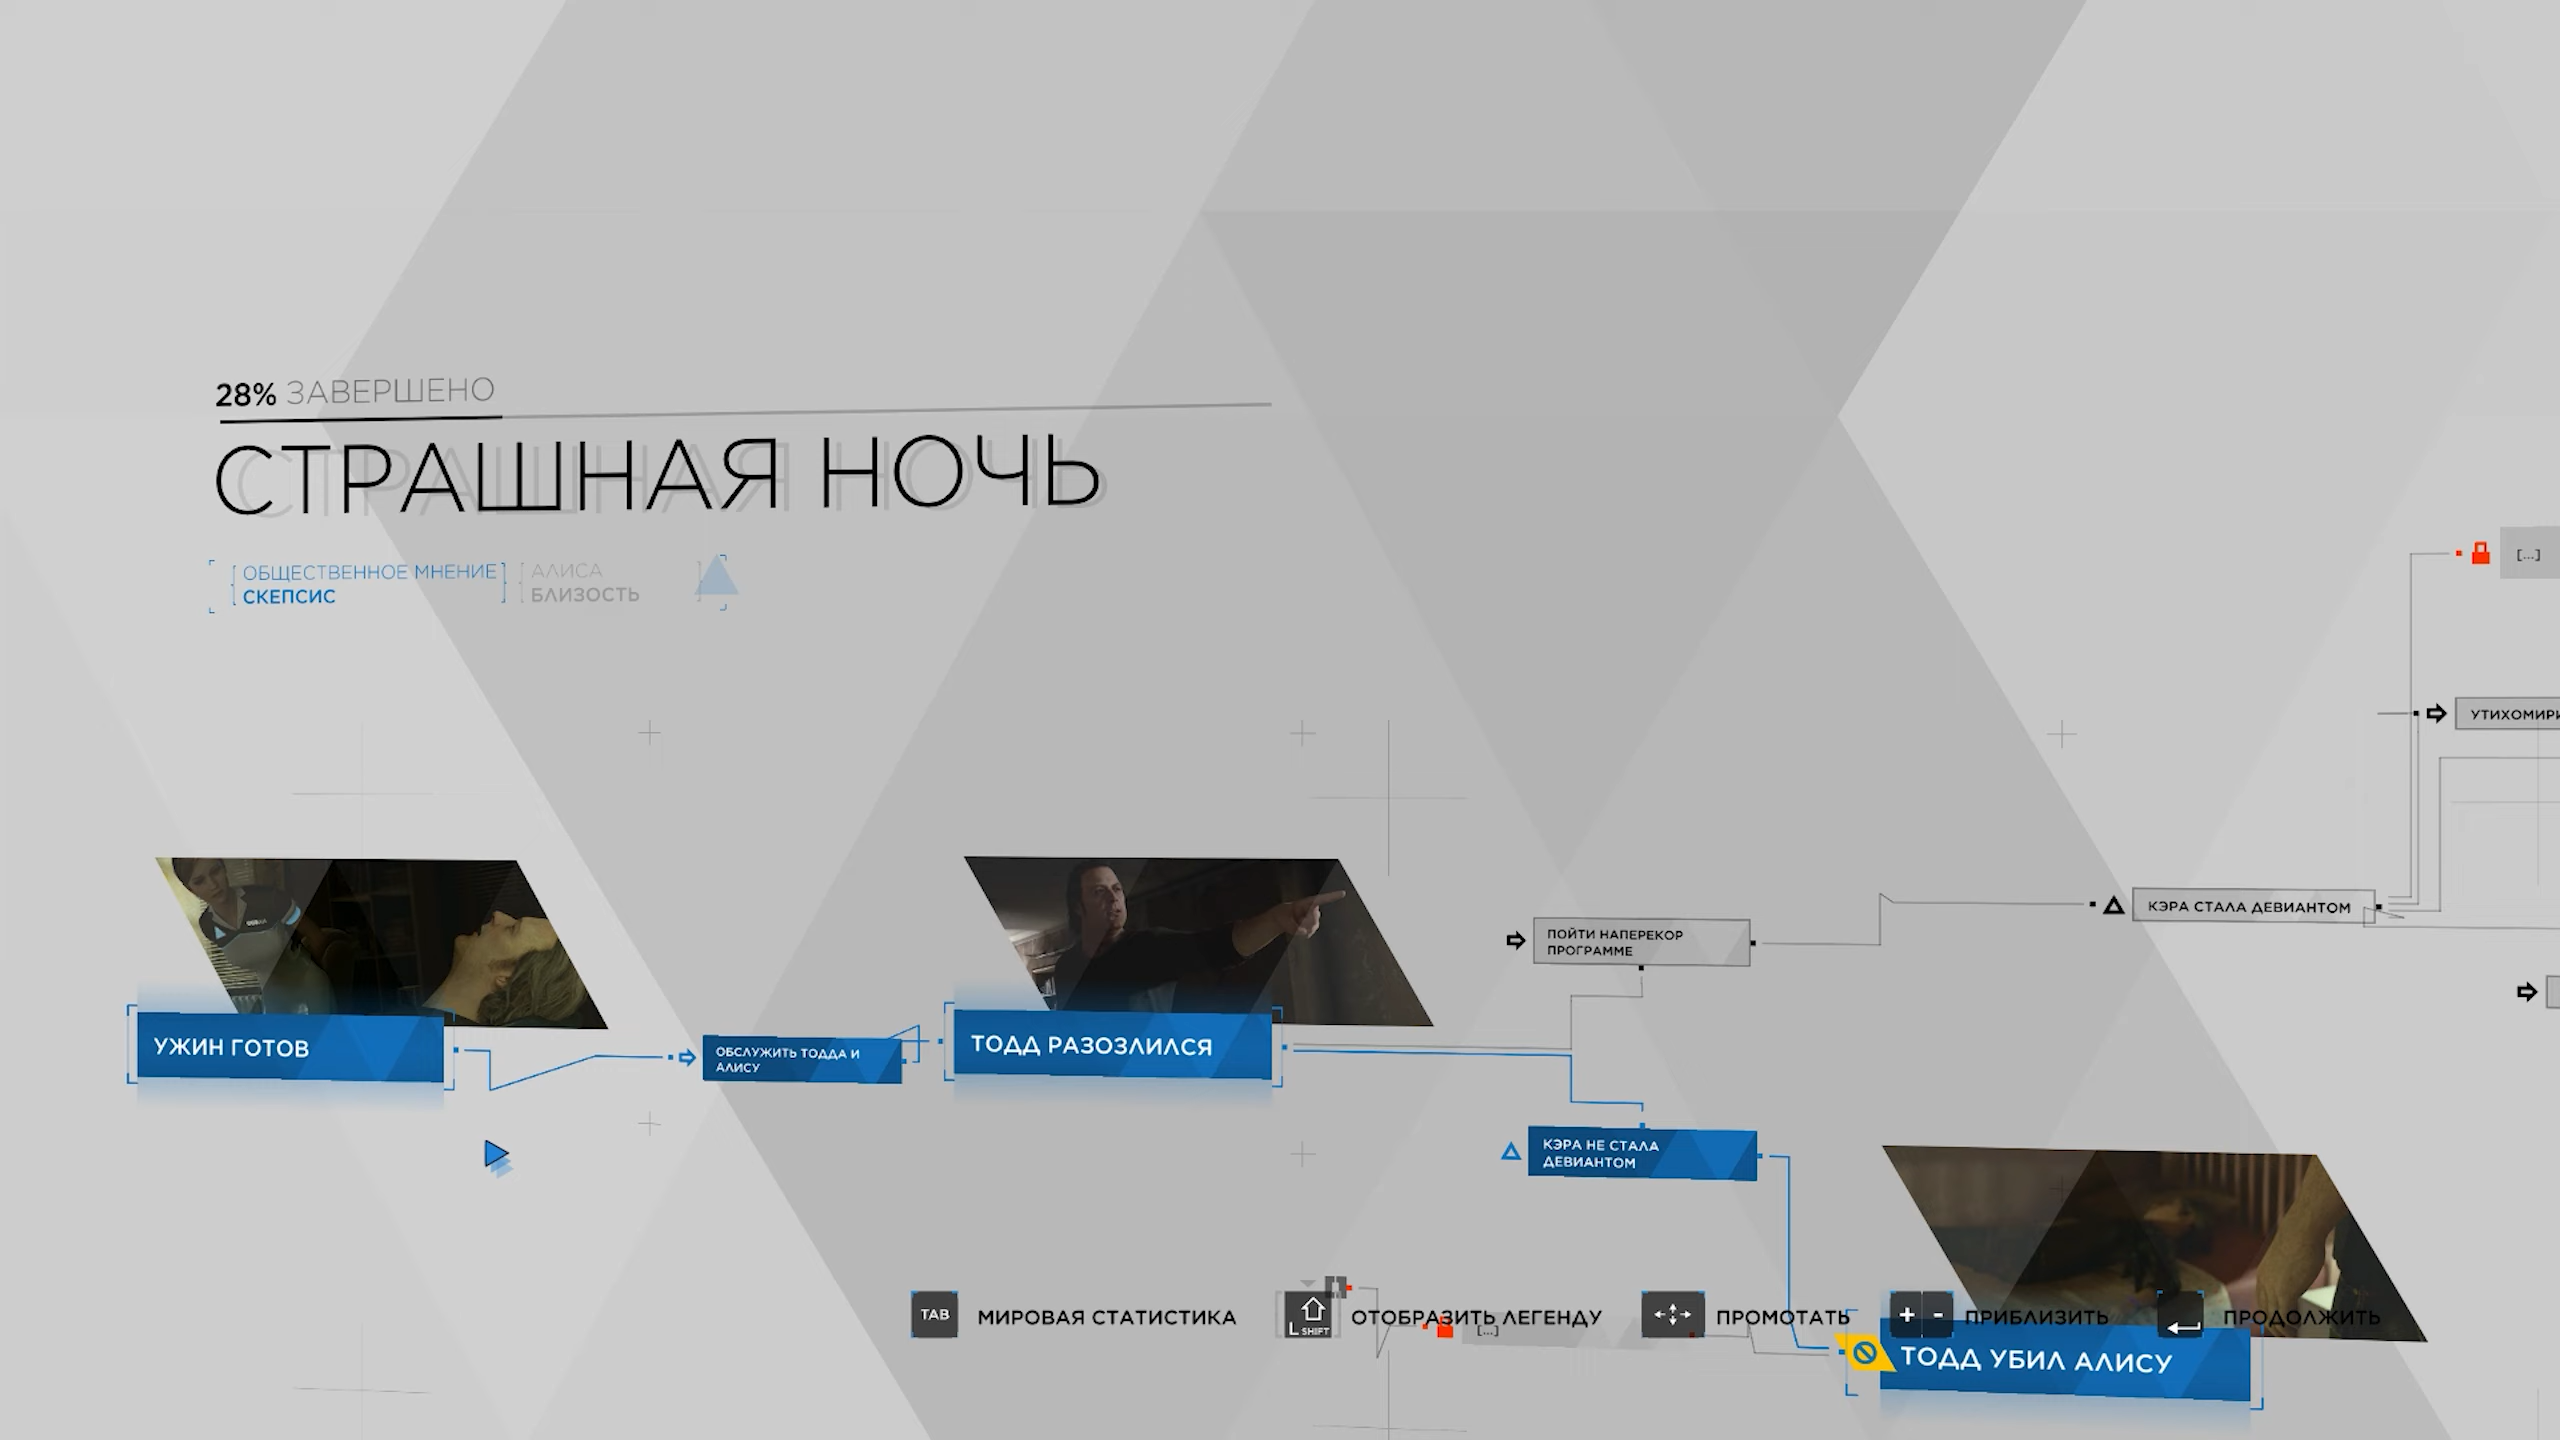 28% ЗАВЕРШЕНО
СТРАШНАЯ НОЧЬ
ОБЩЕСТВЕННОЕ МНЕНИЕ
СКЕПСИС
АЛИСА
БЛИЗОСТЬ
[...]
УТИХОМИРИ
КЭРА СТАЛА ДЕВИАНТОМ
ПОЙТИ НАПЕРЕКОР
ПРОГРАММЕ
УЖИН ГОТОВ
ОБСЛУЖИТЬ ТОДДА И
АЛИСУ
ТОДД РАЗОЗЛИЛСЯ
КЭРА НЕ СТАЛА
ДЕВИАНТОМ
TAB МИРОВАЯ СТАТИСТИКА
L SHIFT ОТОБРАЗИТЬ ЛЕГЕНДУ
ПРОМОТАТЬ
+ - ПРИБЛИЗИТЬ
ПРОДОЛЖИТЬ
[...]
ТОДД УБИЛ АЛИСУ